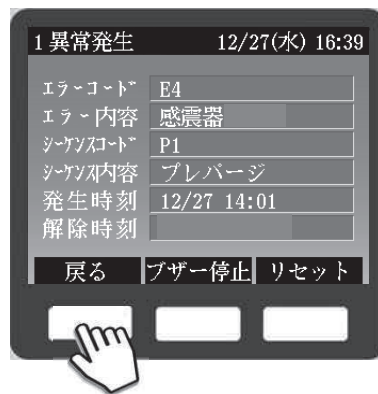 1 異常発生 12/27(水) 16:39
エラーコード E4
エラー内容 感震器
シーケンスコード P1
シーケンス内容 プレパージ
発生時刻 12/27 14:01
解除時刻
戻る ブザー停止 リセット